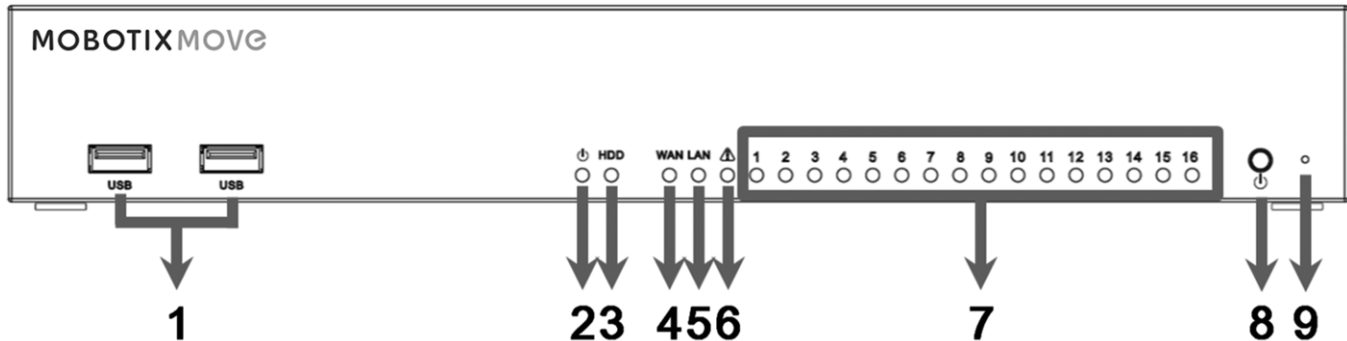 MOBOTIX MOVE
HDD WAN LAN 1 2 3 4 5 6 7 8 9 10 11 12 13 14 15 16
USB USB
1 2 3 4 5 6 7 8 9